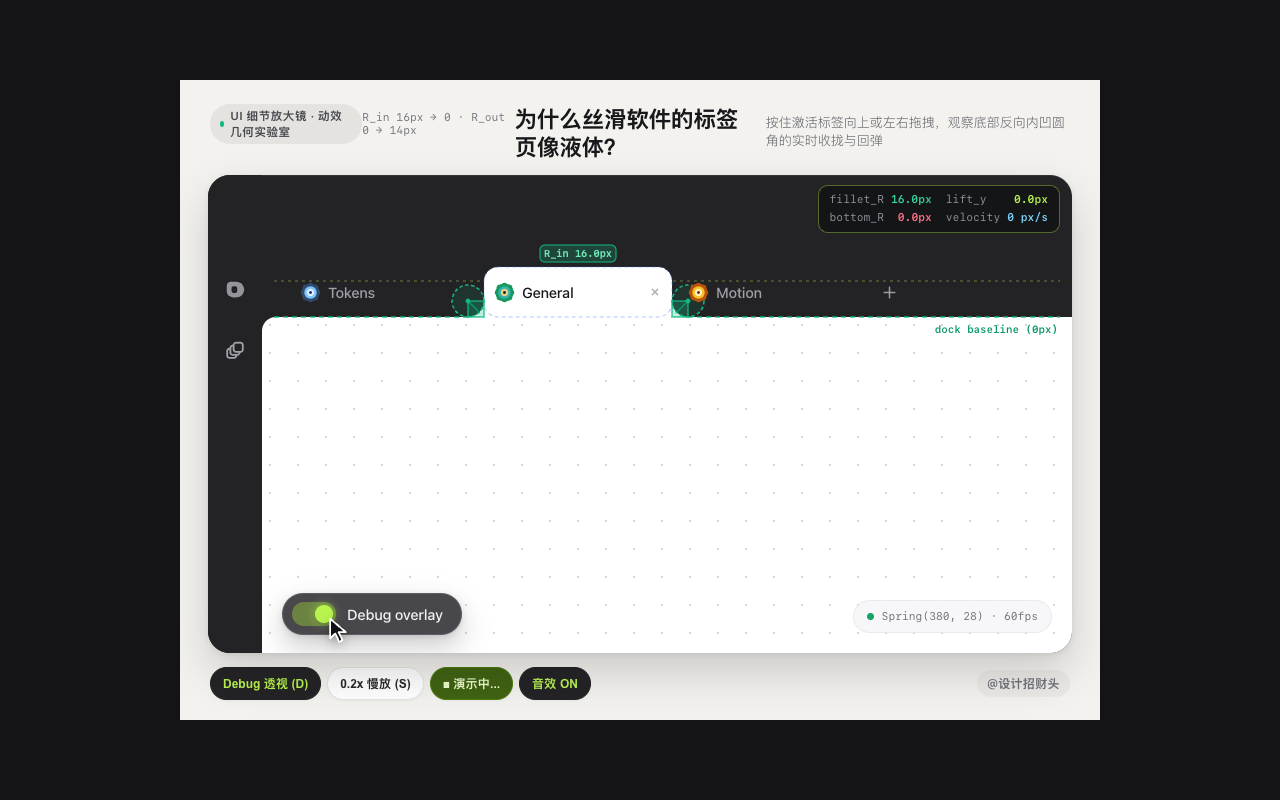 UI 细节放大镜 · 动效
几何实验室
R_in 16px → 0 · R_out
0 → 14px
为什么丝滑软件的标签
页像液体?
按住激活标签向上或左右拖拽，观察底部反向内凹圆
角的实时收拢与回弹
fillet_R 16.0px lift_y 0.0px
bottom_R 0.0px velocity 0 px/s
R_in 16.0px
Tokens
General ×
Motion
+
dock baseline (0px)
Debug overlay
Spring(380, 28) · 60fps
Debug 透视 (D)
0.2x 慢放 (S)
■ 演示中...
音效 ON
@设计招财头